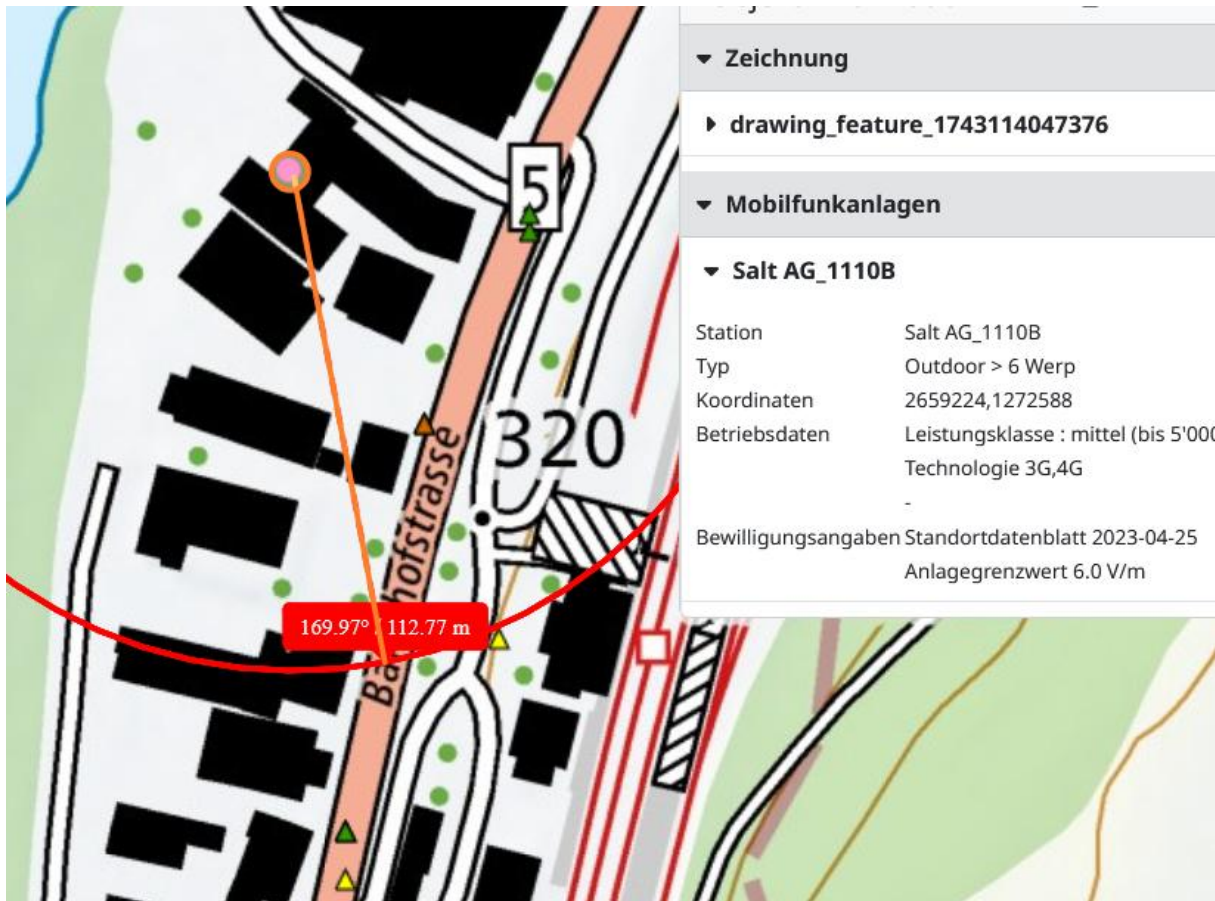 Zeichnung
drawing_feature_1743114047376
Mobilfunkanlagen
Salt AG_1110B
Station Salt AG_1110B
Typ Outdoor > 6 Werp
Koordinaten 2659224,1272588
Betriebsdaten Leistungsklasse : mittel (bis 5'000
Technologie 3G,4G
-
Bewilligungsangaben Standortdatenblatt 2023-04-25
Anlagegrenzwert 6.0 V/m
5
320
169.97° / 112.77 m